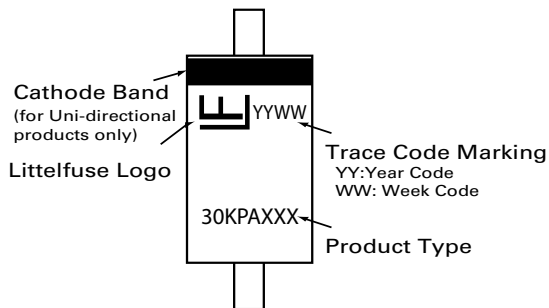 Cathode Band
(for Uni-directional
products only)
Littelfuse Logo
YYWW
Trace Code Marking
YY:Year Code
WW: Week Code
30KPAXXX
Product Type